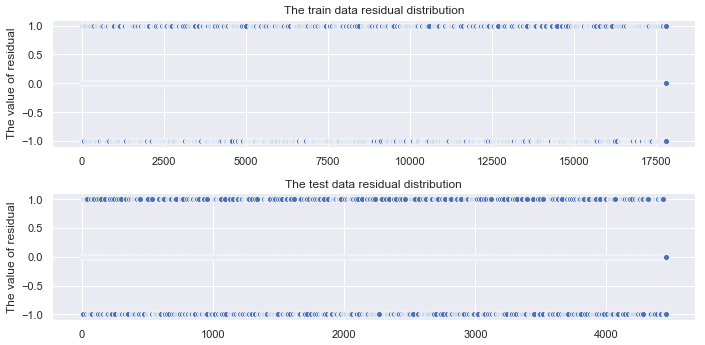 The train data residual distribution
1.0
0.5
0.0
−0.5
−1.0
The value of residual
0 2500 5000 7500 10000 12500 15000 17500
The test data residual distribution
1.0
0.5
0.0
−0.5
−1.0
The value of residual
0 1000 2000 3000 4000